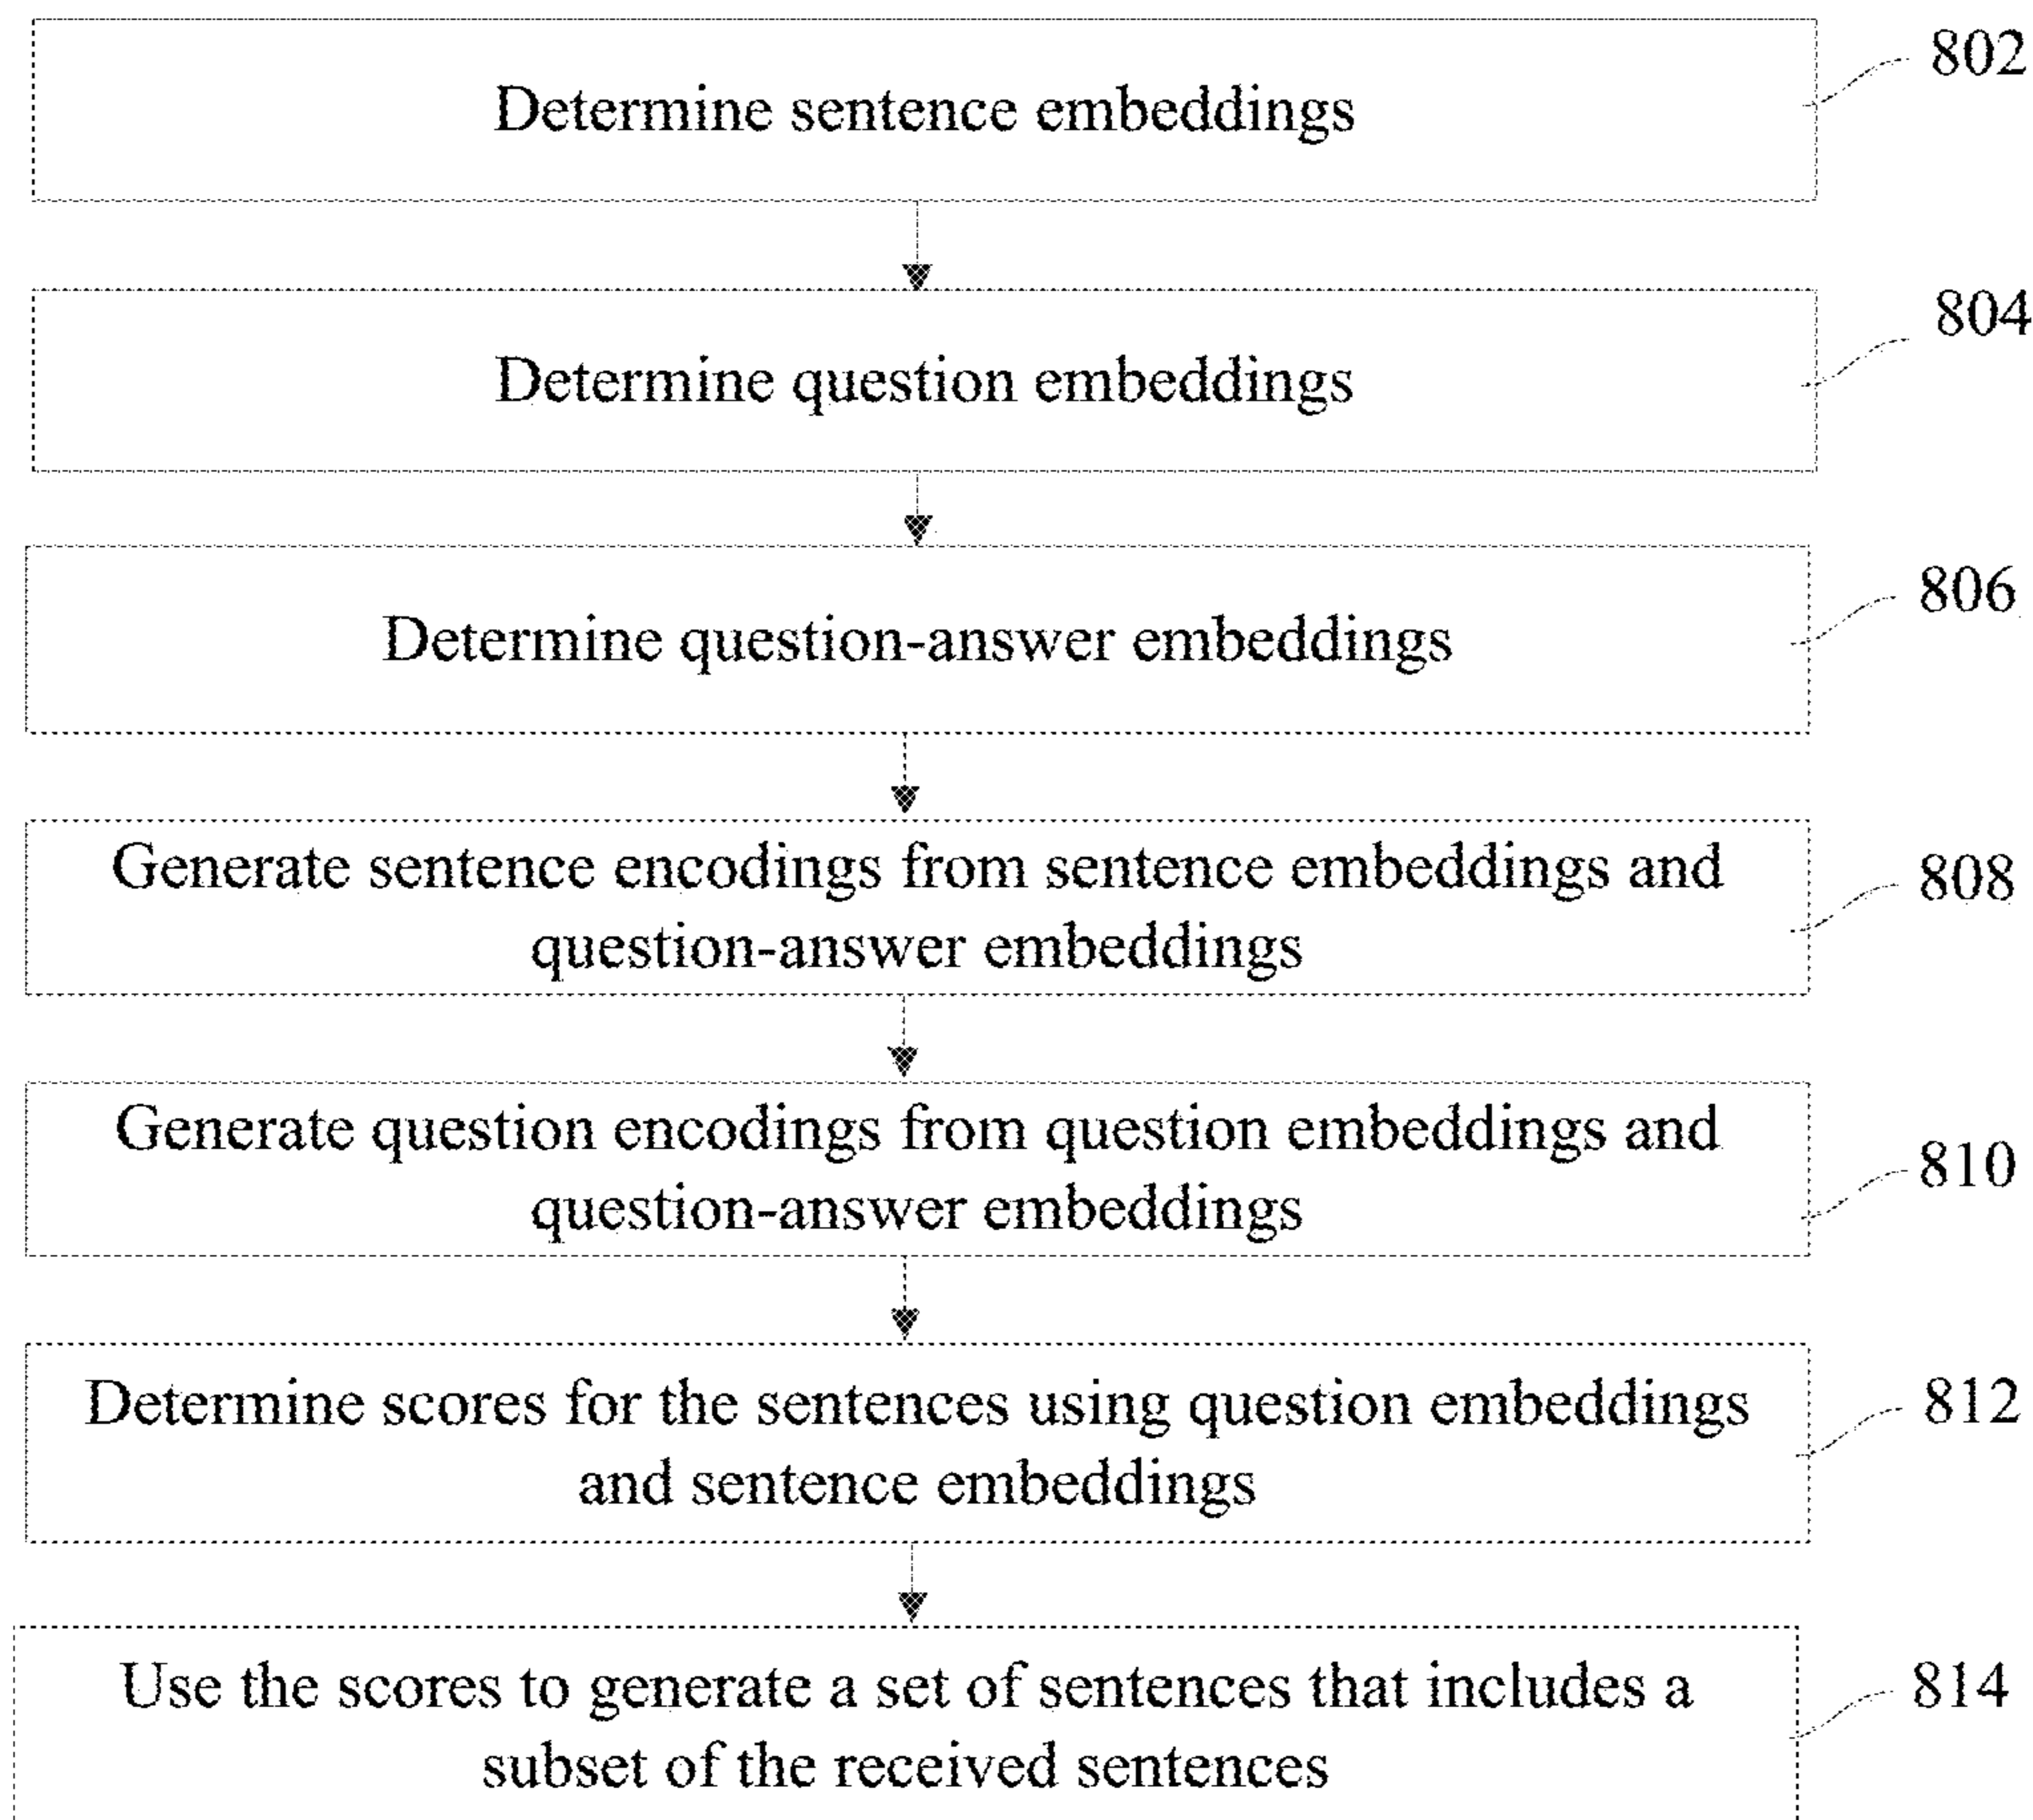 802
Determine sentence embeddings
804
Determine question embeddings
806
Determine question-answer embeddings
Generate sentence encodings from sentence embeddings and
808
question-answer embeddings
Generate question encodings from question embeddings and
810
question-answer embeddings
Determine scores for the sentences using question embeddings
812
and sentence embeddings
Use the scores to generate a set of sentences that includes a
814
subset of the received sentences